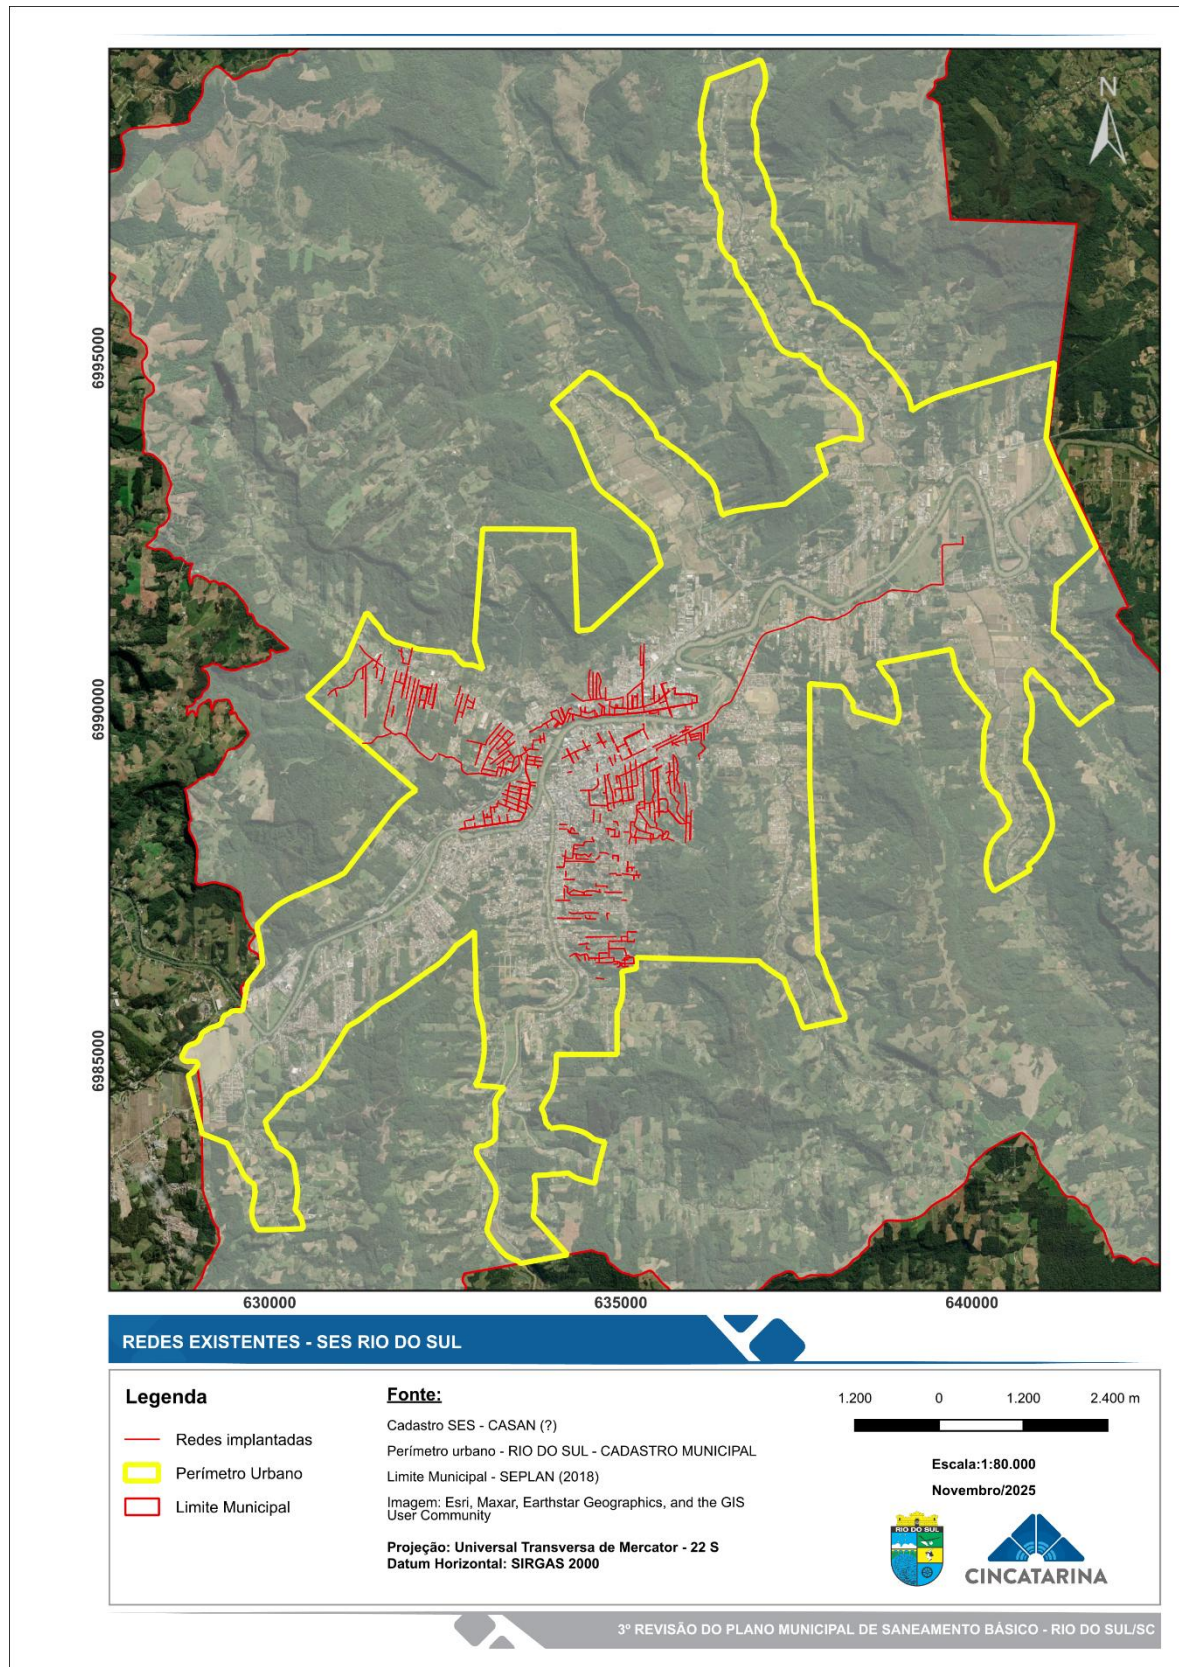 N
6995000
6990000
6985000
630000
635000
640000
REDES EXISTENTES - SES RIO DO SUL
Legenda
Redes implantadas
Perímetro Urbano
Limite Municipal
Fonte:
Cadastro SES - CASAN (?)
Perímetro urbano - RIO DO SUL - CADASTRO MUNICIPAL
Limite Municipal - SEPLAN (2018)
Imagem: Esri, Maxar, Earthstar Geographics, and the GIS
User Community
Projeção: Universal Transversa de Mercator - 22 S
Datum Horizontal: SIRGAS 2000
1.200 0 1.200 2.400 m
Escala:1:80.000
Novembro/2025
RIO DO SUL
CINCATARINA
3º REVISÃO DO PLANO MUNICIPAL DE SANEAMENTO BÁSICO - RIO DO SUL/SC